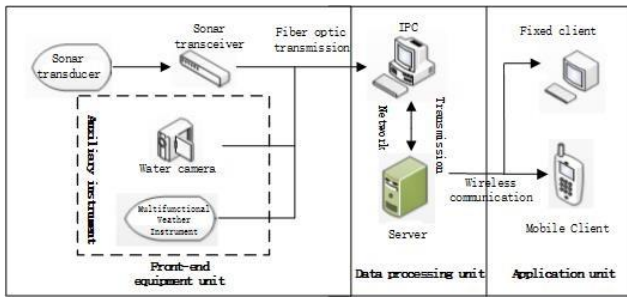 Sonar
transducer
Sonar
transceiver
Fiber optic
transmission
IPC
Fixed client
Auxiliary instrument
Water camera
Multifunctional
Weather
Instrument
Network
Transmission
Server
Wireless
communication
Mobile Client
Front-end
equipment unit
Data processing unit
Application unit